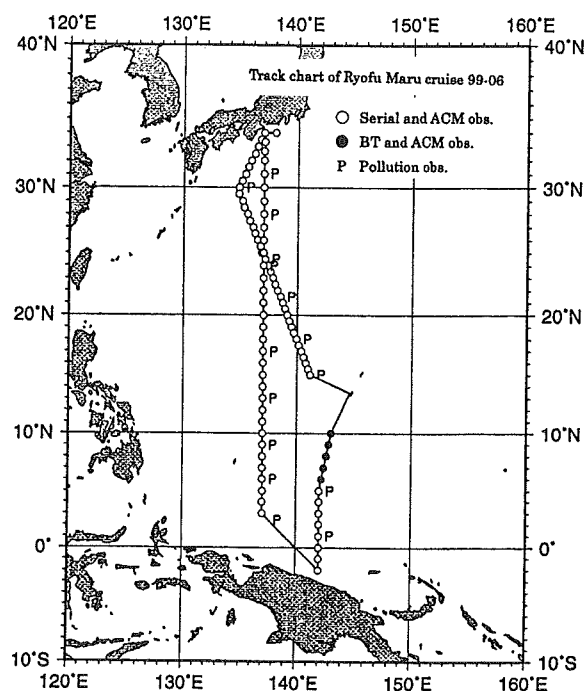 120°E 130°E 140°E 150°E 160°E
40°N 40°N
Track chart of Ryofu Maru cruise 99-06
Serial and ACM obs.
BT and ACM obs.
P Pollution obs.
P
30°N P 30°N
P
P
P
20°N 20°N
P
P
P
P
P
10°N 10°N
P
P
P
P
P
0° 0°
10°S 10°S
120°E 130°E 140°E 150°E 160°E